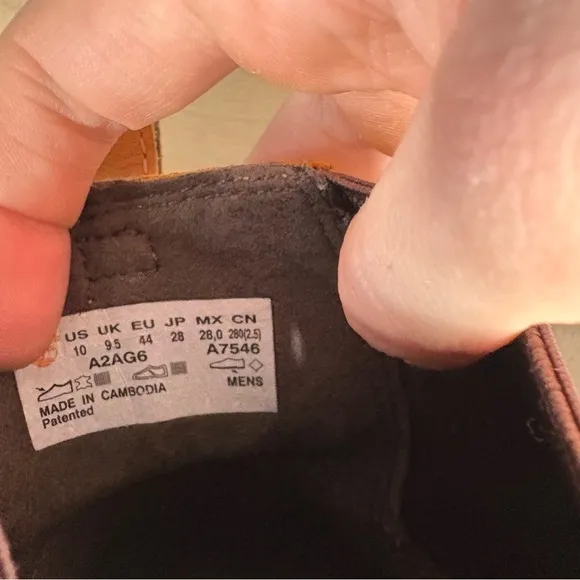 US UK EU JP MX CN
10 9.5 44 28 28,0 280(2.5)
A2AG6 A7546
MENS
MADE IN CAMBODIA
Patented